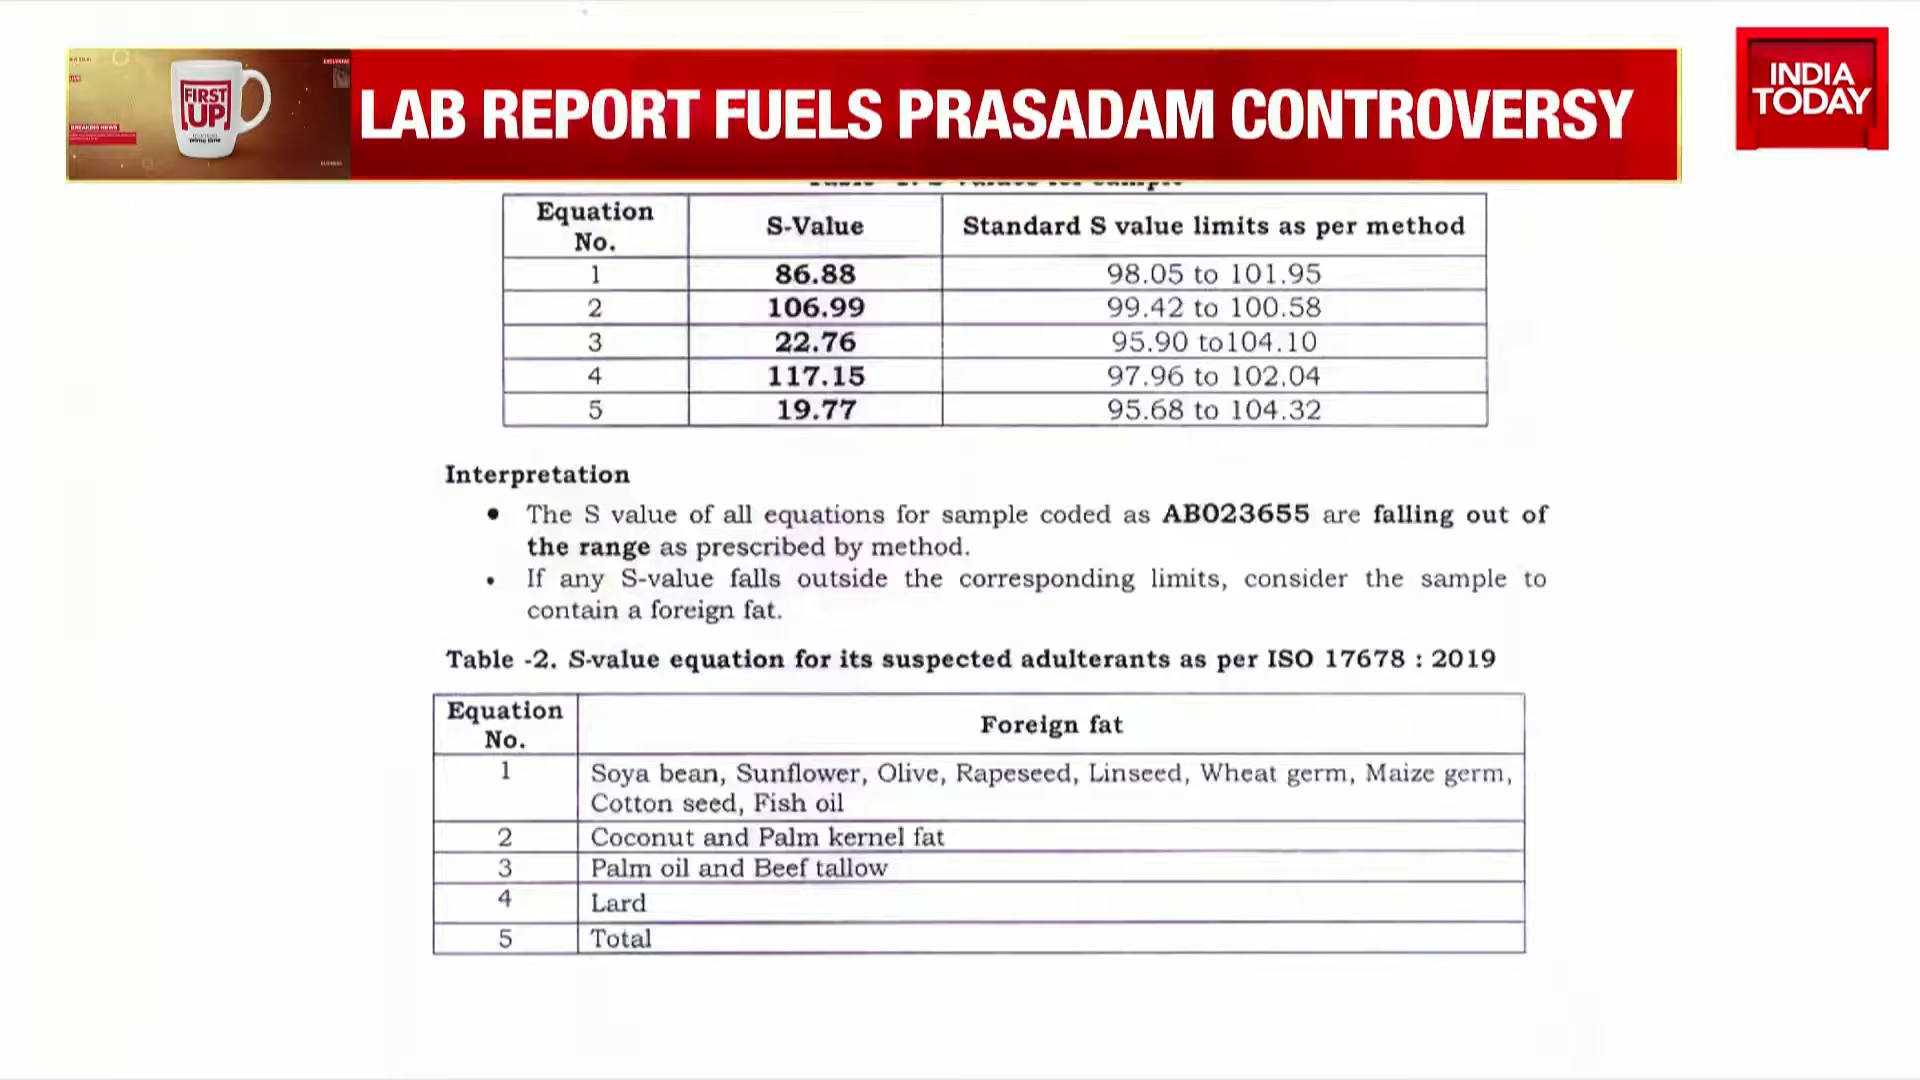 FIRST
UP
LAB REPORT FUELS PRASADAM CONTROVERSY
INDIA
TODAY
Equation No. S-Value Standard S value limits as per method
1 86.88 98.05 to 101.95
2 106.99 99.42 to 100.58
3 22.76 95.90 to104.10
4 117.15 97.96 to 102.04
5 19.77 95.68 to 104.32
Interpretation
• The S value of all equations for sample coded as AB023655 are falling out of
the range as prescribed by method.
• If any S-value falls outside the corresponding limits, consider the sample to
contain a foreign fat.
Table -2. S-value equation for its suspected adulterants as per ISO 17678 : 2019
Equation No. Foreign fat
1 Soya bean, Sunflower, Olive, Rapeseed, Linseed, Wheat germ, Maize germ,
Cotton seed, Fish oil
2 Coconut and Palm kernel fat
3 Palm oil and Beef tallow
4 Lard
5 Total